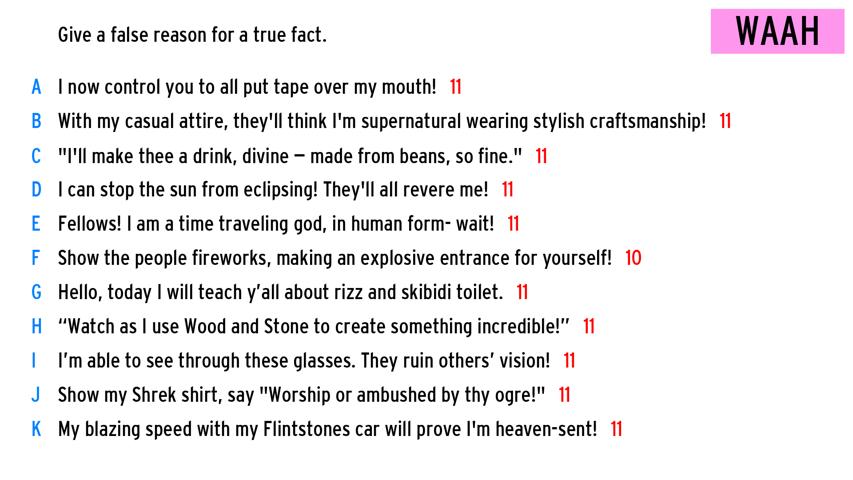 WAAH
Give a false reason for a true fact.
A I now control you to all put tape over my mouth! 11
B With my casual attire, they'll think I'm supernatural wearing stylish craftsmanship! 11
C "I'll make thee a drink, divine – made from beans, so fine." 11
D I can stop the sun from eclipsing! They'll all revere me! 11
E Fellows! I am a time traveling god, in human form- wait! 11
F Show the people fireworks, making an explosive entrance for yourself! 10
G Hello, today I will teach y’all about rizz and skibidi toilet. 11
H “Watch as I use Wood and Stone to create something incredible!” 11
I I’m able to see through these glasses. They ruin others’ vision! 11
J Show my Shrek shirt, say "Worship or ambushed by thy ogre!" 11
K My blazing speed with my Flintstones car will prove I'm heaven-sent! 11